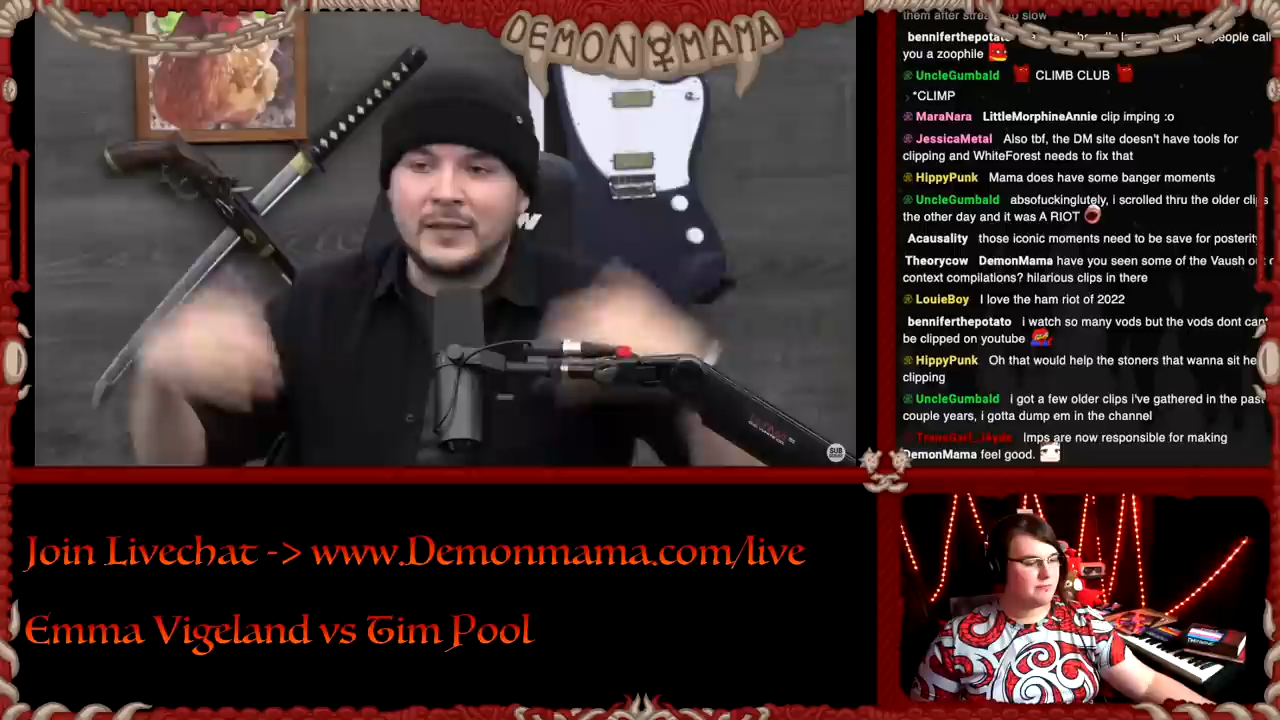 DEMON MAMA
them after stream so slow
benniferthepotato people call
you a zoophile
UncleGumbald CLIMB CLUB
*CLIMP
MaraNara LittleMorphineAnnie clip imping :o
JessicaMetal Also tbf, the DM site doesn't have tools for
clipping and WhiteForest needs to fix that
HippyPunk Mama does have some banger moments
UncleGumbald absofuckinglutely, i scrolled thru the older clips
the other day and it was A RIOT
Acausality those iconic moments need to be save for posterity
Theorycow DemonMama have you seen some of the Vaush out of
context compilations? hilarious clips in there
LouieBoy I love the ham riot of 2022
benniferthepotato i watch so many vods but the vods dont cant
be clipped on youtube
HippyPunk Oh that would help the stoners that wanna sit here
clipping
UncleGumbald i got a few older clips i've gathered in the past
couple years, i gotta dump em in the channel
TransGarl_Jayde Imps are now responsible for making
DemonMama feel good.
SUB
Join Livechat -> www.Demonmama.com/live
Emma Vigeland vs Tim Pool